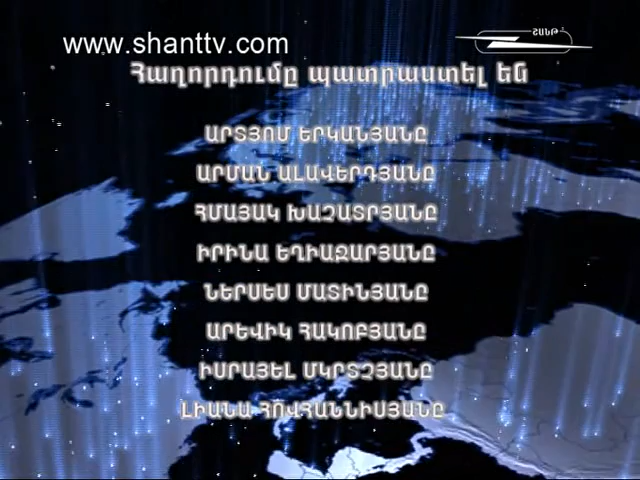 www.shanttv.com
ՇԱՆԹ
Հաղորդումը պատրաստել են
ԱՐՏՅՈՄ ԵՐԿԱՆՅԱՆԸ
ԱՐՄԱՆ ԱԼԱՎԵՐԴՅԱՆԸ
ՀՄԱՅԱԿ ԽԱՉԱՏՐՅԱՆԸ
ԻՐԻՆԱ ԵՂԻԱԶԱՐՅԱՆԸ
ՆԵՐՍԵՍ ՄԱՏԻՆՅԱՆԸ
ԱՐԵՎԻԿ ՀԱԿՈԲՅԱՆԸ
ԻՍՐԱՅԵԼ ՄԿՐՏՉՅԱՆԸ
ԼԻԱՆԱ ՀՈՎՀԱՆՆԻՍՅԱՆԸ